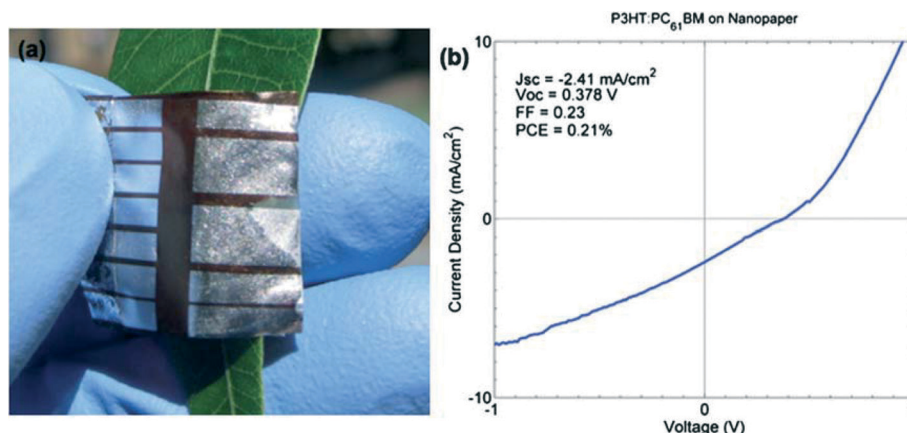 (a)
(b)
P3HT:PC61BM on Nanopaper
Jsc = -2.41 mA/cm2
Voc = 0.378 V
FF = 0.23
PCE = 0.21%
Current Density (mA/cm2)
10
0
-10
-1
0
Voltage (V)